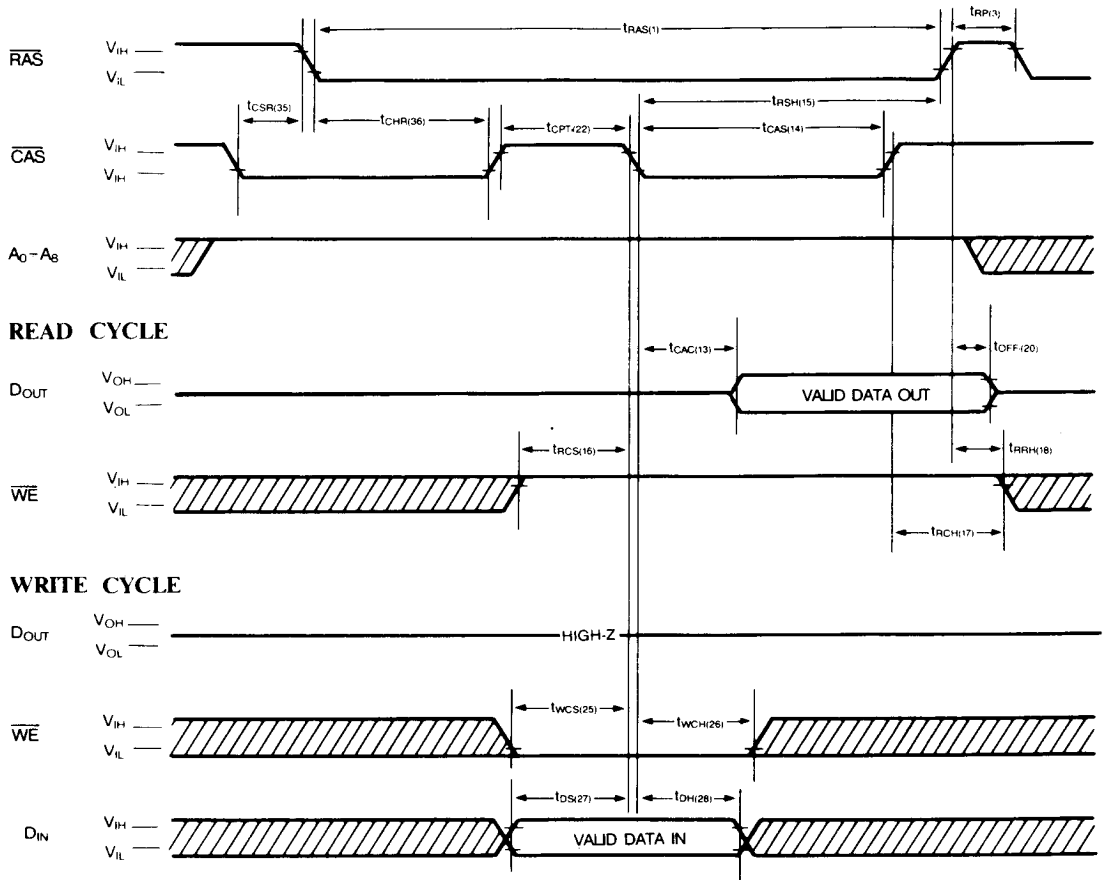 tRAS(1)
tRP(3)
RAS
VIH
VIL
tCSR(35)
tCHR(36)
tCPT(22)
tRSH(15)
tCAS(14)
CAS
VIH
VIH
A0-A8
VIH
VIL
READ CYCLE
tCAC(13)
tOFF(20)
DOUT
VOH
VOL
VALID DATA OUT
tRCS(16)
tRRH(18)
WE
VIH
VIL
tRCH(17)
WRITE CYCLE
DOUT
VOH
VOL
HIGH-Z
tWCS(25)
tWCH(26)
WE
VIH
VIL
tDS(27)
tDH(28)
DIN
VIH
VIL
VALID DATA IN